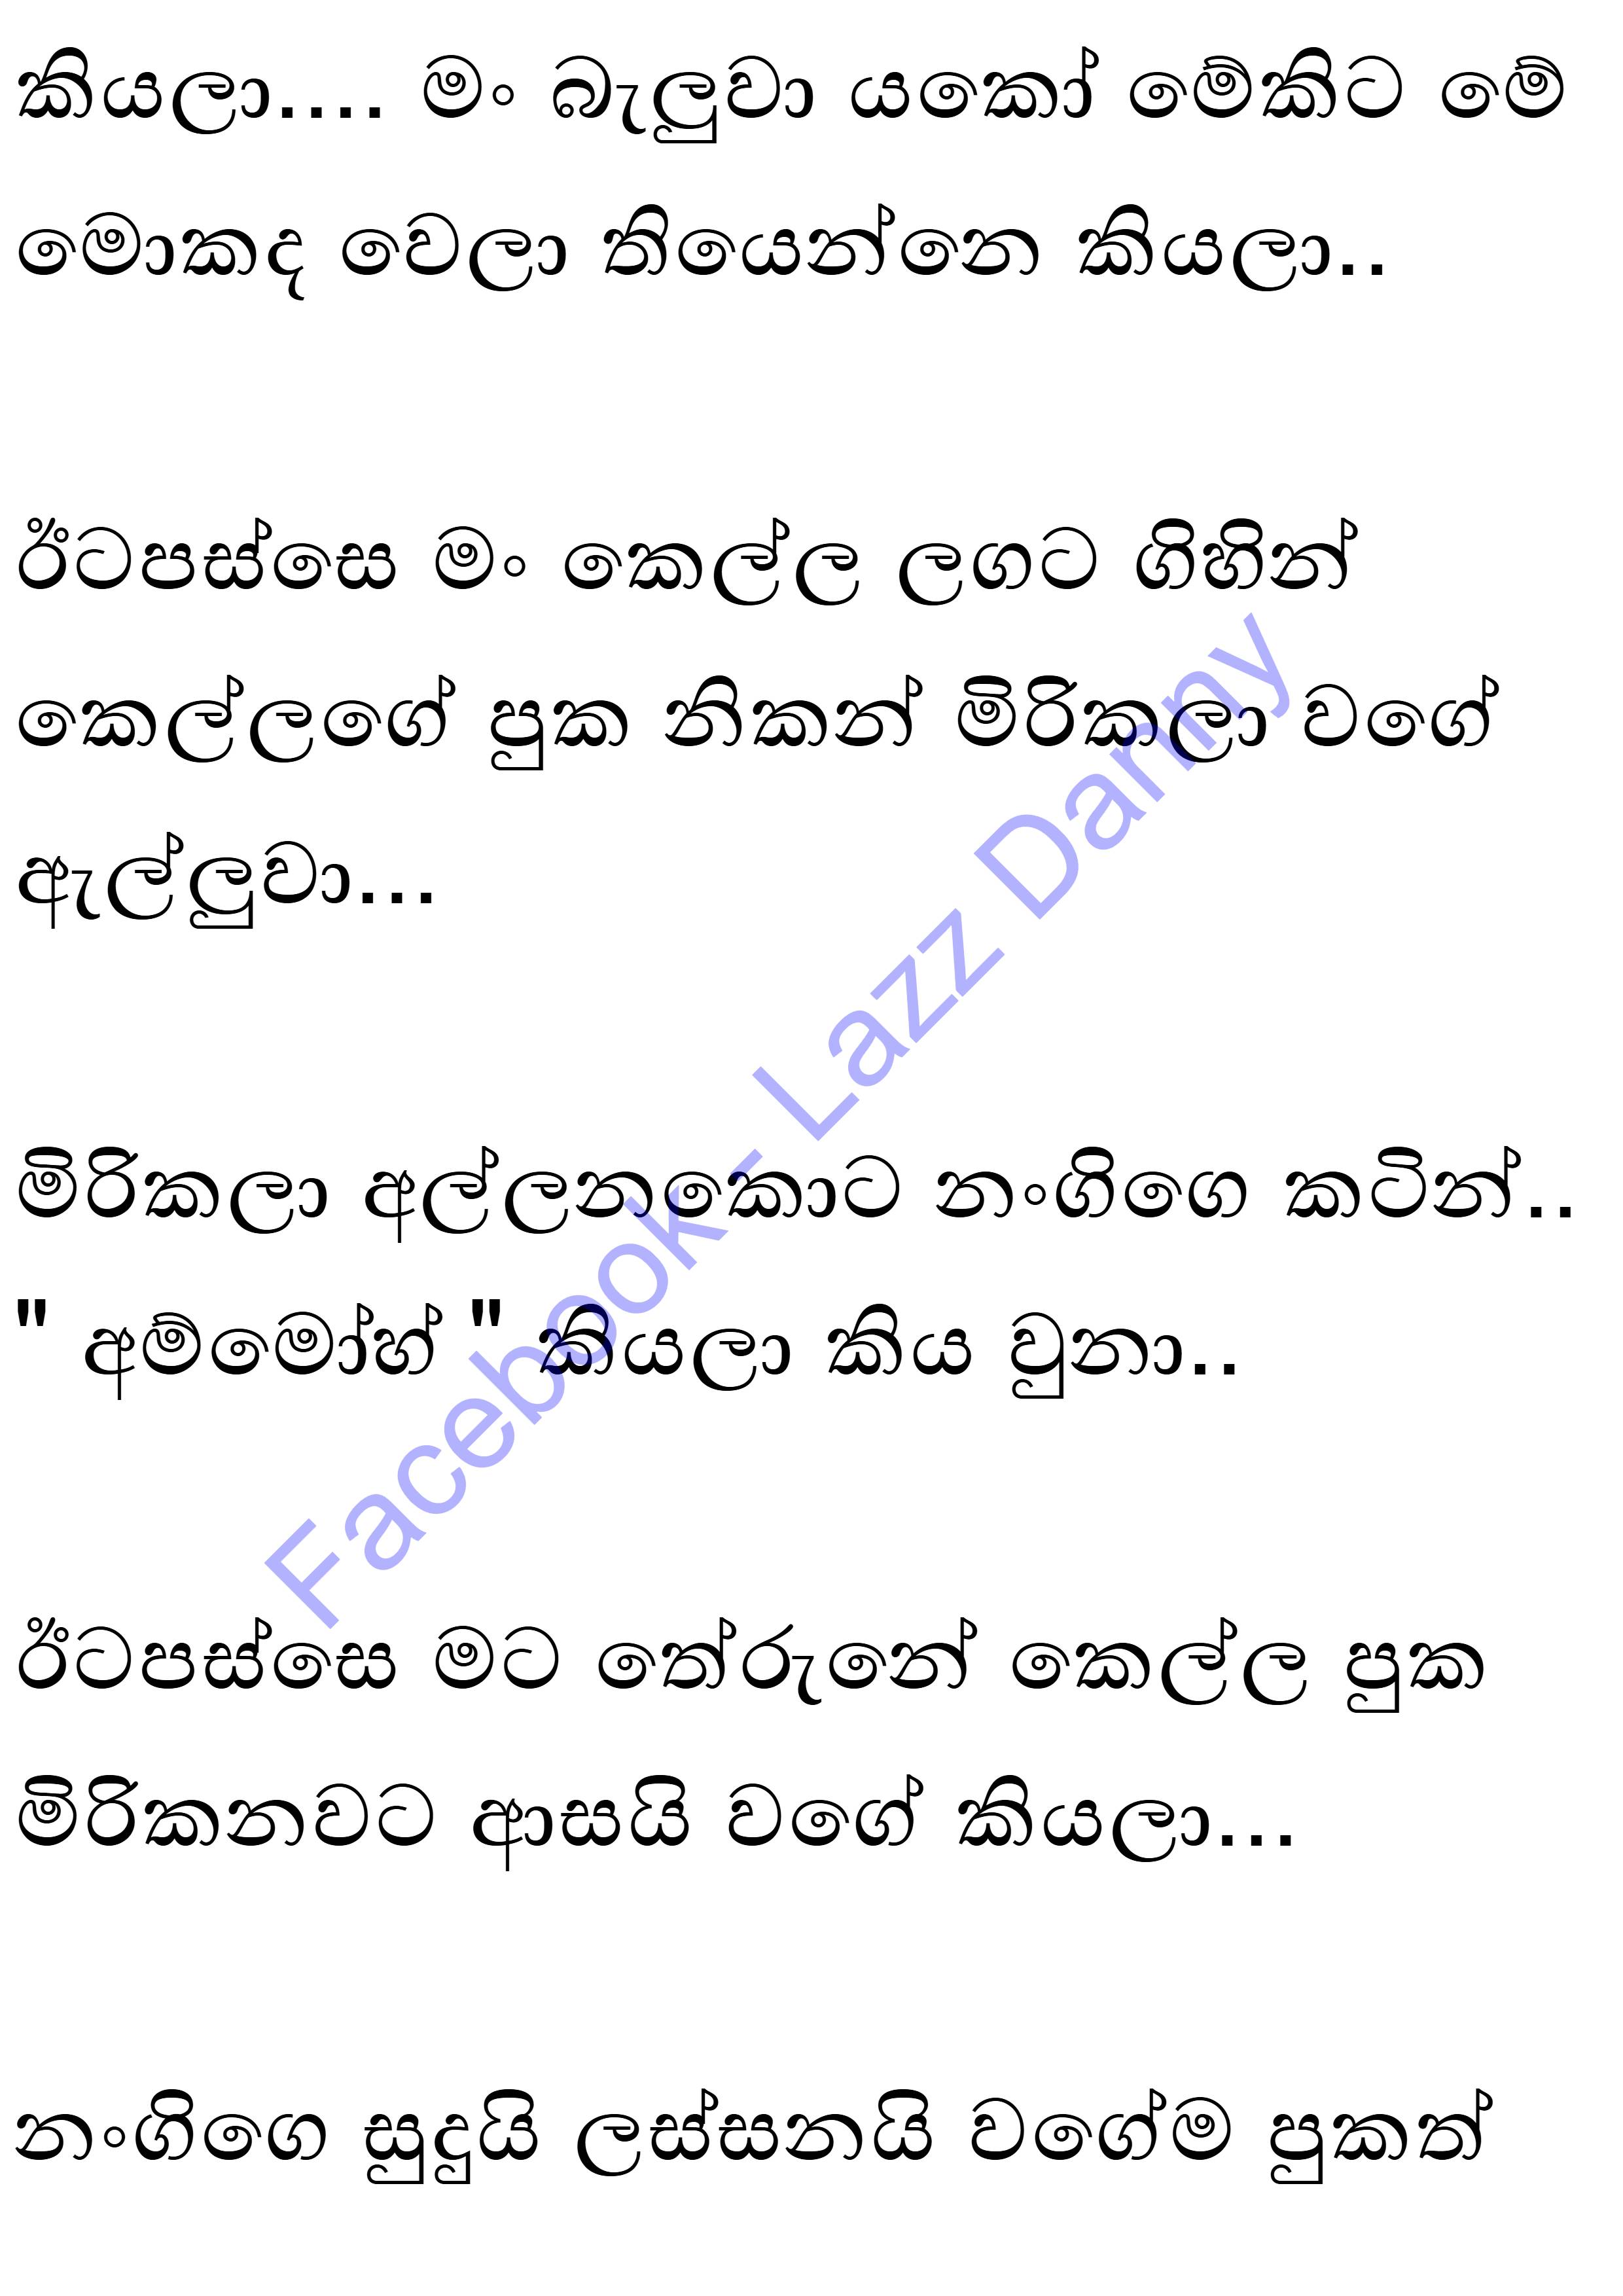 කියලා.... මං බැලුවා යකෝ මේකිට මේ
මොකද වෙලා තියෙන්නෙ කියලා..
ඊටපස්සෙ මං කෙල්ල ලගට ගිහින්
කෙල්ලගේ පුක නිකන් මිරිකලා වගේ
ඇල්ලුවා...
මිරිකලා අල්ලනකොට නංගිගෙ කටින්..
" අම්මෝහ් " කියලා කිය වුනා..
ඊටපස්සෙ මට තේරුනේ කෙල්ල පුක
මිරිකනවට ආසයි වගේ කියලා...
නංගිගෙ සුදුයි ලස්සනයි වගේම පුකත්
Facebook- Lazz Danny